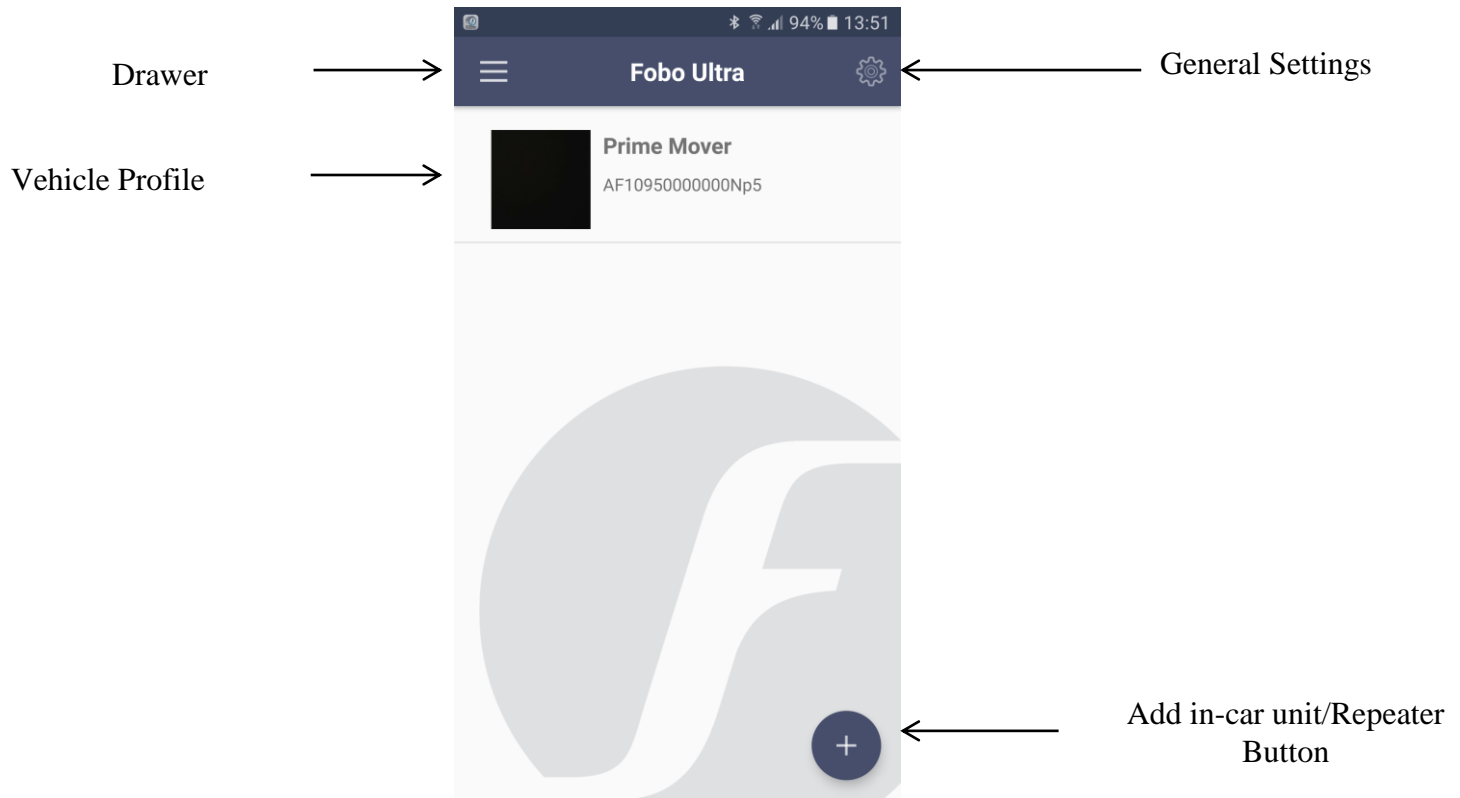 94% 13:51
Drawer
Fobo Ultra
General Settings
Vehicle Profile
Prime Mover
AF10950000000Np5
Add in-car unit/Repeater
Button